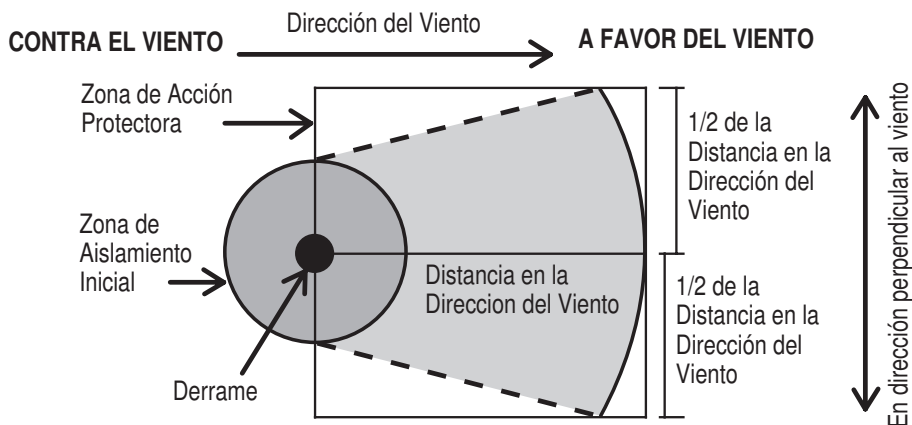 Dirección del Viento
CONTRA EL VIENTO
A FAVOR DEL VIENTO
Zona de Acción
Protectora
Zona de
Aislamiento
Inicial
Derrame
Distancia en la
Direccion del Viento
1/2 de la
Distancia en la
Dirección del
Viento
1/2 de la
Distancia en la
Dirección del
Viento
En dirección perpendicular al viento